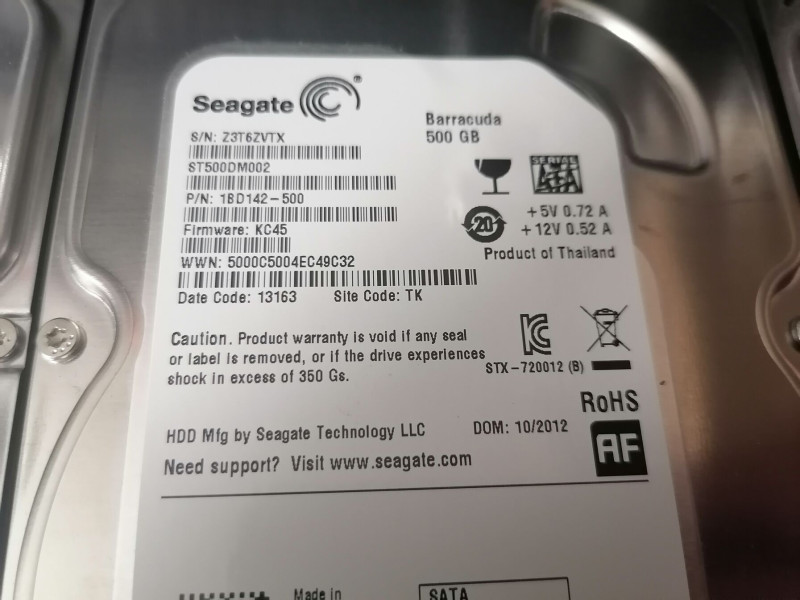 Seagate
Barracuda
500 GB
S/N: Z3T6ZVTX
ST500DM002
SERIAL
ATA
P/N: 1BD142-500
20
+5V 0.72 A
+12V 0.52 A
Firmware: KC45
Product of Thailand
WWN: 5000C5004EC49C32
Date Code: 13163 Site Code: TK
Caution. Product warranty is void if any seal
or label is removed, or if the drive experiences
shock in excess of 350 Gs.
STX-720012 (B)
RoHS
HDD Mfg by Seagate Technology LLC
DOM: 10/2012
AF
Need support? Visit www.seagate.com
Made in
SATA